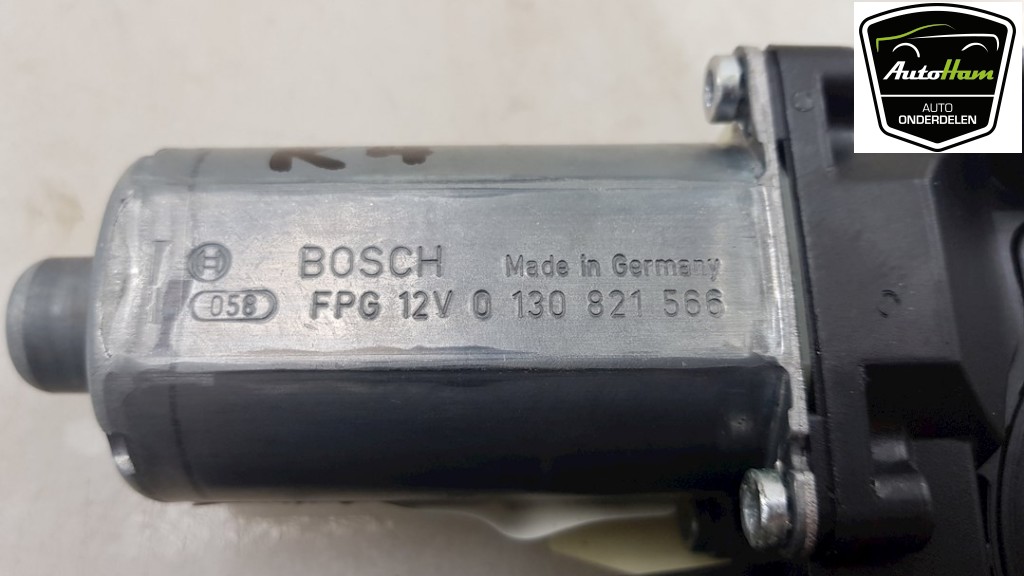 AutoHam
AUTO
ONDERDELEN
BOSCH Made in Germany
058 FPG 12V 0 130 821 566